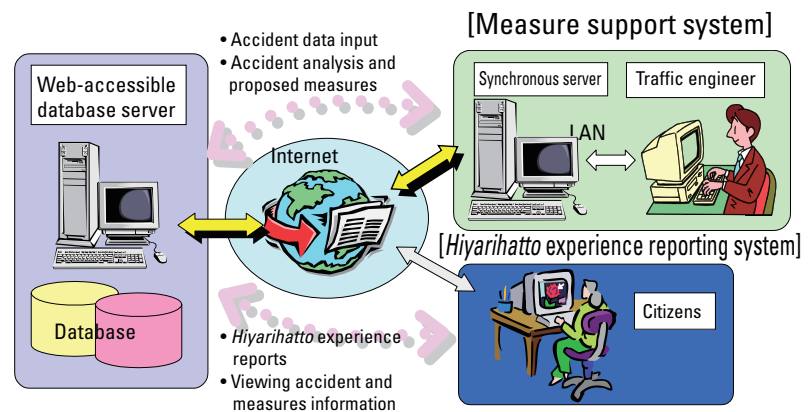 [Measure support system]
• Accident data input
• Accident analysis and
proposed measures
Web-accessible
database server
Synchronous server
Traffic engineer
LAN
Internet
[Hiyarihatto experience reporting system]
Database
Citizens
• Hiyarihatto experience
reports
• Viewing accident and
measures information